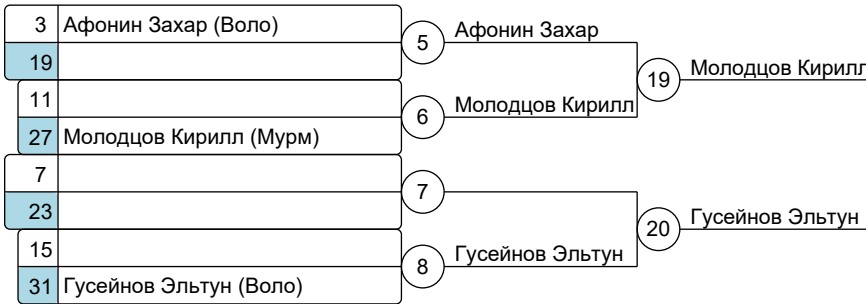 3 Афонин Захар (Воло)
5 Афонин Захар
19
19 Молодцов Кирилл
11
6 Молодцов Кирилл
27 Молодцов Кирилл (Мурм)
7
7
23
20 Гусейнов Эльтун
15
8 Гусейнов Эльтун
31 Гусейнов Эльтун (Воло)